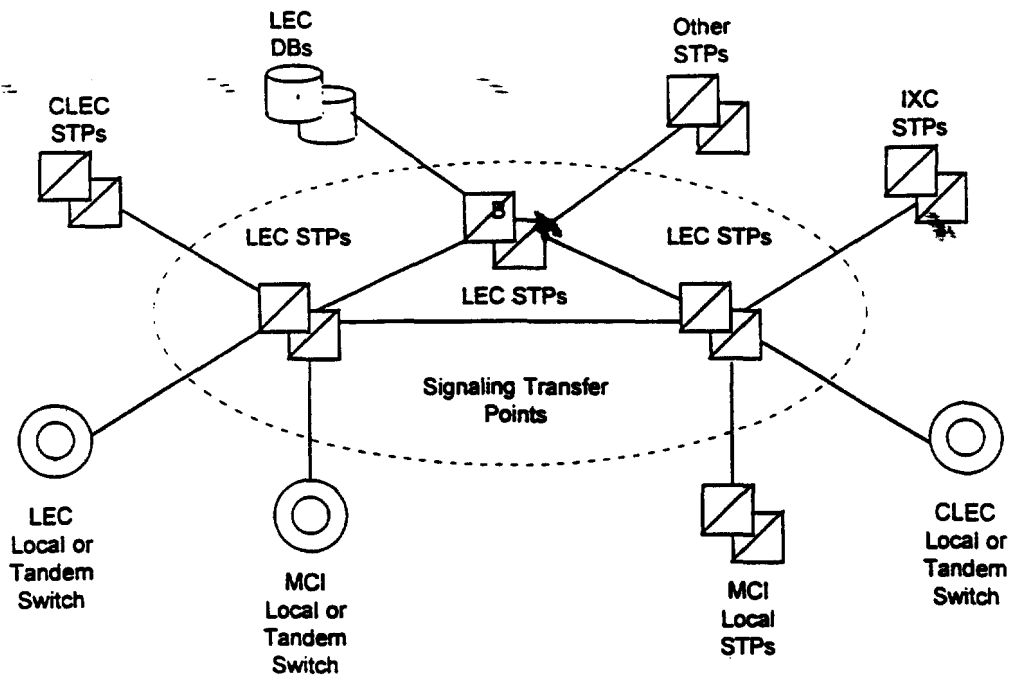 LEC
DBs
Other
STPs
CLEC
STPs
IXC
STPs
B
LEC STPs
LEC STPs
LEC STPs
Signaling Transfer
Points
LEC
Local or
Tandem
Switch
MCI
Local or
Tandem
Switch
MCI
Local
STPs
CLEC
Local or
Tandem
Switch